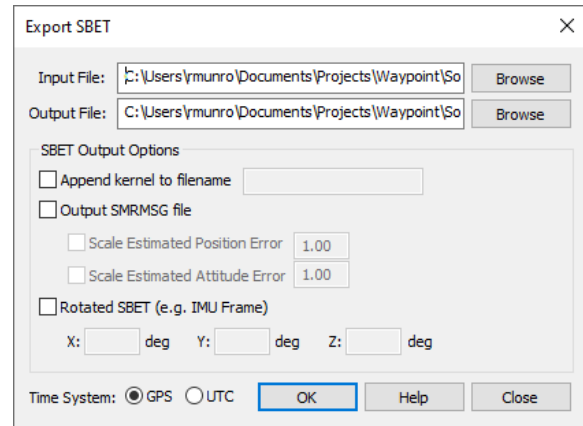 Export SBET
Input File: C:\Users\rmunro\Documents\Projects\Waypoint\So Browse
Output File: C:\Users\rmunro\Documents\Projects\Waypoint\So Browse
SBET Output Options
Append kernel to filename
Output SMRMSG file
Scale Estimated Position Error 1.00
Scale Estimated Attitude Error 1.00
Rotated SBET (e.g. IMU Frame)
X: deg Y: deg Z: deg
Time System: GPS UTC OK Help Close